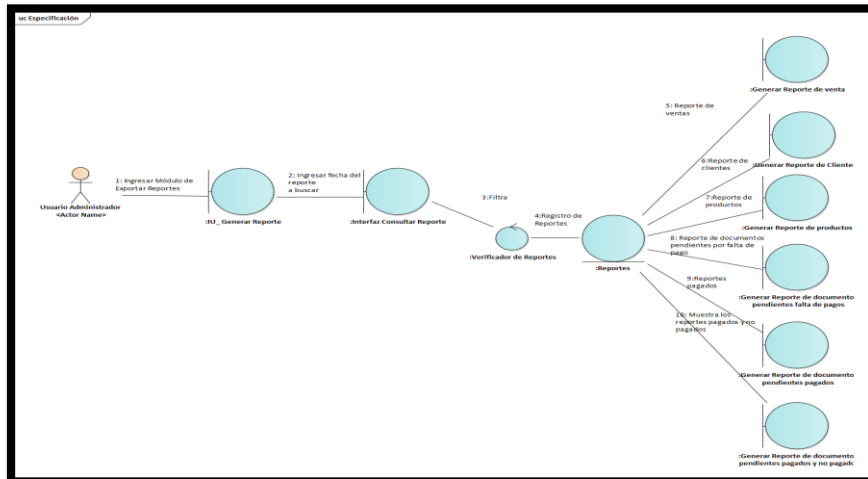 uc Especificación
1: Ingresar Módulo de
Exportar Reportes
Usuario Administrador
<Actor Name>
:IU_ Generar Reporte
2: Ingresar fecha del
reporte
a buscar
:Interfaz Consultar Reporte
3:Filtra
:Verificador de Reportes
4:Registro de
Reportes
:Reportes
5: Reporte de
ventas
:Generar Reporte de venta
6:Reporte de
clientes
:Generar Reporte de Cliente
7:Reporte de
productos
:Generar Reporte de productos
8: Reporte de documentos
pendientes por falta de
pago
:Generar Reporte de documento
pendientes falta de pagos
9:Reportes
pagados
:Generar Reporte de documento
pendientes pagados
10: Muestra los
reportes pagados y no
pagados
:Generar Reporte de documento
pendientes pagados y no pagado